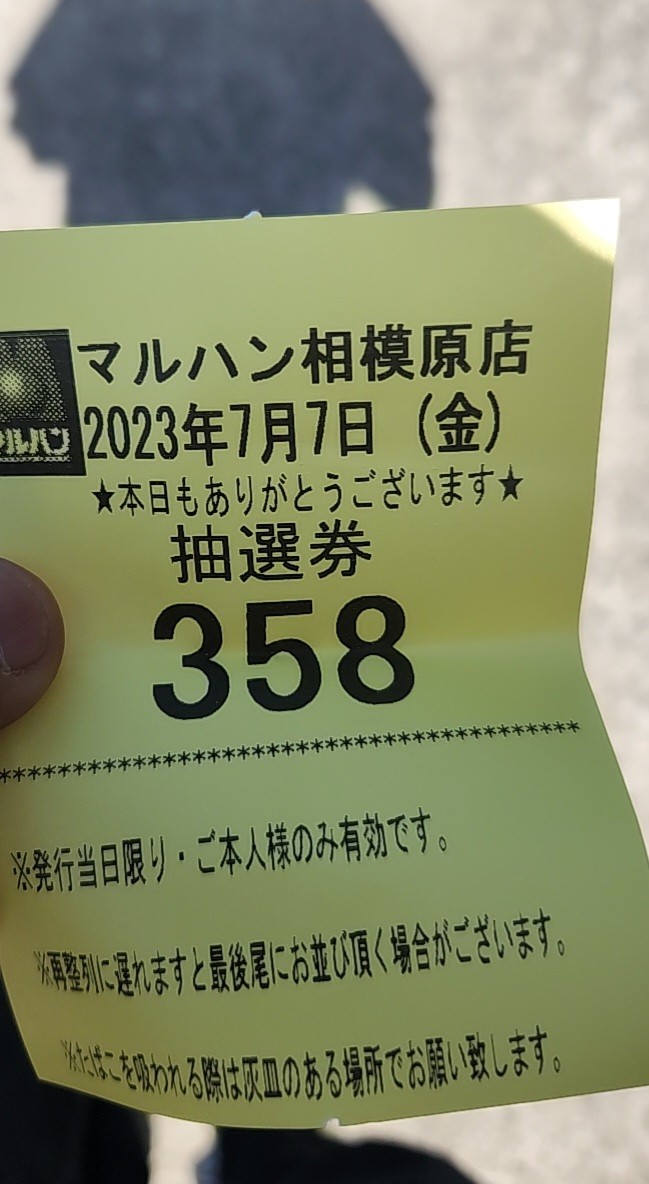 マルハン相模原店
マルハン
2023年7月7日（金）
★本日もありがとうございます★
抽選券
358
****************************************
※発行当日限り・ご本人様のみ有効です。
※再整列に遅れますと最後尾にお並び頂く場合がございます。
※たばこを吸われる際は灰皿のある場所でお願い致します。